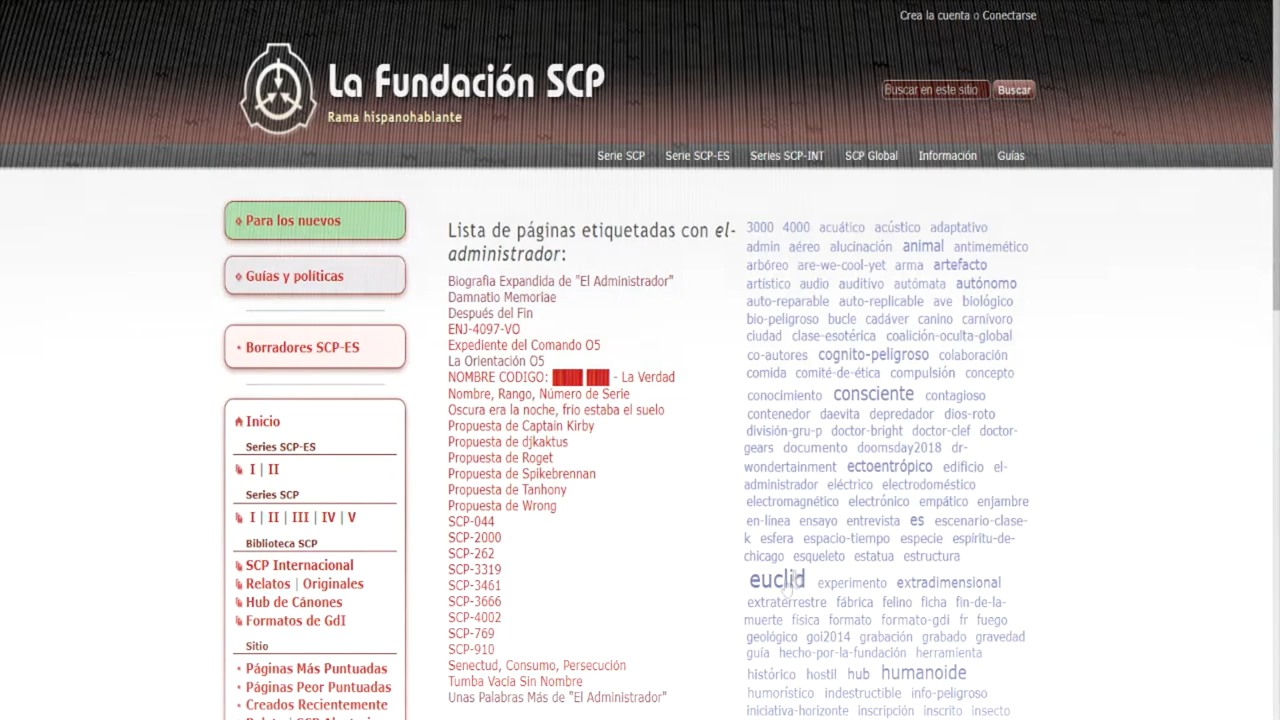 Crea la cuenta o Conectarse
La Fundación SCP
Rama hispanohablante
Buscar en este sitio Buscar
Serie SCP Serie SCP-ES Series SCP-INT SCP Global Información Guías
Para los nuevos
Guías y políticas
Borradores SCP-ES
Inicio
Series SCP-ES
I | II
Series SCP
I | II | III | IV | V
Biblioteca SCP
SCP Internacional
Relatos | Originales
Hub de Cánones
Formatos de GdI
Sitio
Páginas Más Puntuadas
Páginas Peor Puntuadas
Creados Recientemente
Lista de páginas etiquetadas con el-
administrador:
Biografia Expandida de "El Administrador"
Damnatio Memoriae
Después del Fin
ENJ-4097-VO
Expediente del Comando O5
La Orientación O5
NOMBRE CODIGO: - La Verdad
Nombre, Rango, Número de Serie
Oscura era la noche, frío estaba el suelo
Propuesta de Captain Kirby
Propuesta de djkaktus
Propuesta de Roget
Propuesta de Spikebrennan
Propuesta de Tanhony
Propuesta de Wrong
SCP-044
SCP-2000
SCP-262
SCP-3319
SCP-3461
SCP-3666
SCP-4002
SCP-769
SCP-910
Senectud, Consumo, Persecución
Tumba Vacía Sin Nombre
Unas Palabras Más de "El Administrador"
3000 4000 acuático acústico adaptativo
admin aéreo alucinación animal antimemético
arbóreo are-we-cool-yet arma artefacto
artístico audio auditivo autómata autónomo
auto-reparable auto-replicable ave biológico
bio-peligroso bucle cadáver canino carnívoro
ciudad clase-esotérica coalición-oculta-global
co-autores cognito-peligroso colaboración
comida comité-de-ética compulsión concepto
conocimiento consciente contagioso
contenedor daevita depredador dios-roto
división-gru-p doctor-bright doctor-clef doctor-
gears documento doomsday2018 dr-
wondertainment ectoentrópico edificio el-
administrador eléctrico electrodoméstico
electromagnético electrónico empático enjambre
en-línea ensayo entrevista es escenario-clase-
k esfera espacio-tiempo especie espíritu-de-
chicago esqueleto estatua estructura
euclid experimento extradimensional
extraterrestre fábrica felino ficha fin-de-la-
muerte física formato formato-gdi fr fuego
geológico goi2014 grabación grabado gravedad
guía hecho-por-la-fundación herramienta
histórico hostil hub humanoide
humorístico indestructible info-peligroso
iniciativa-horizonte inscripción inscrito insecto